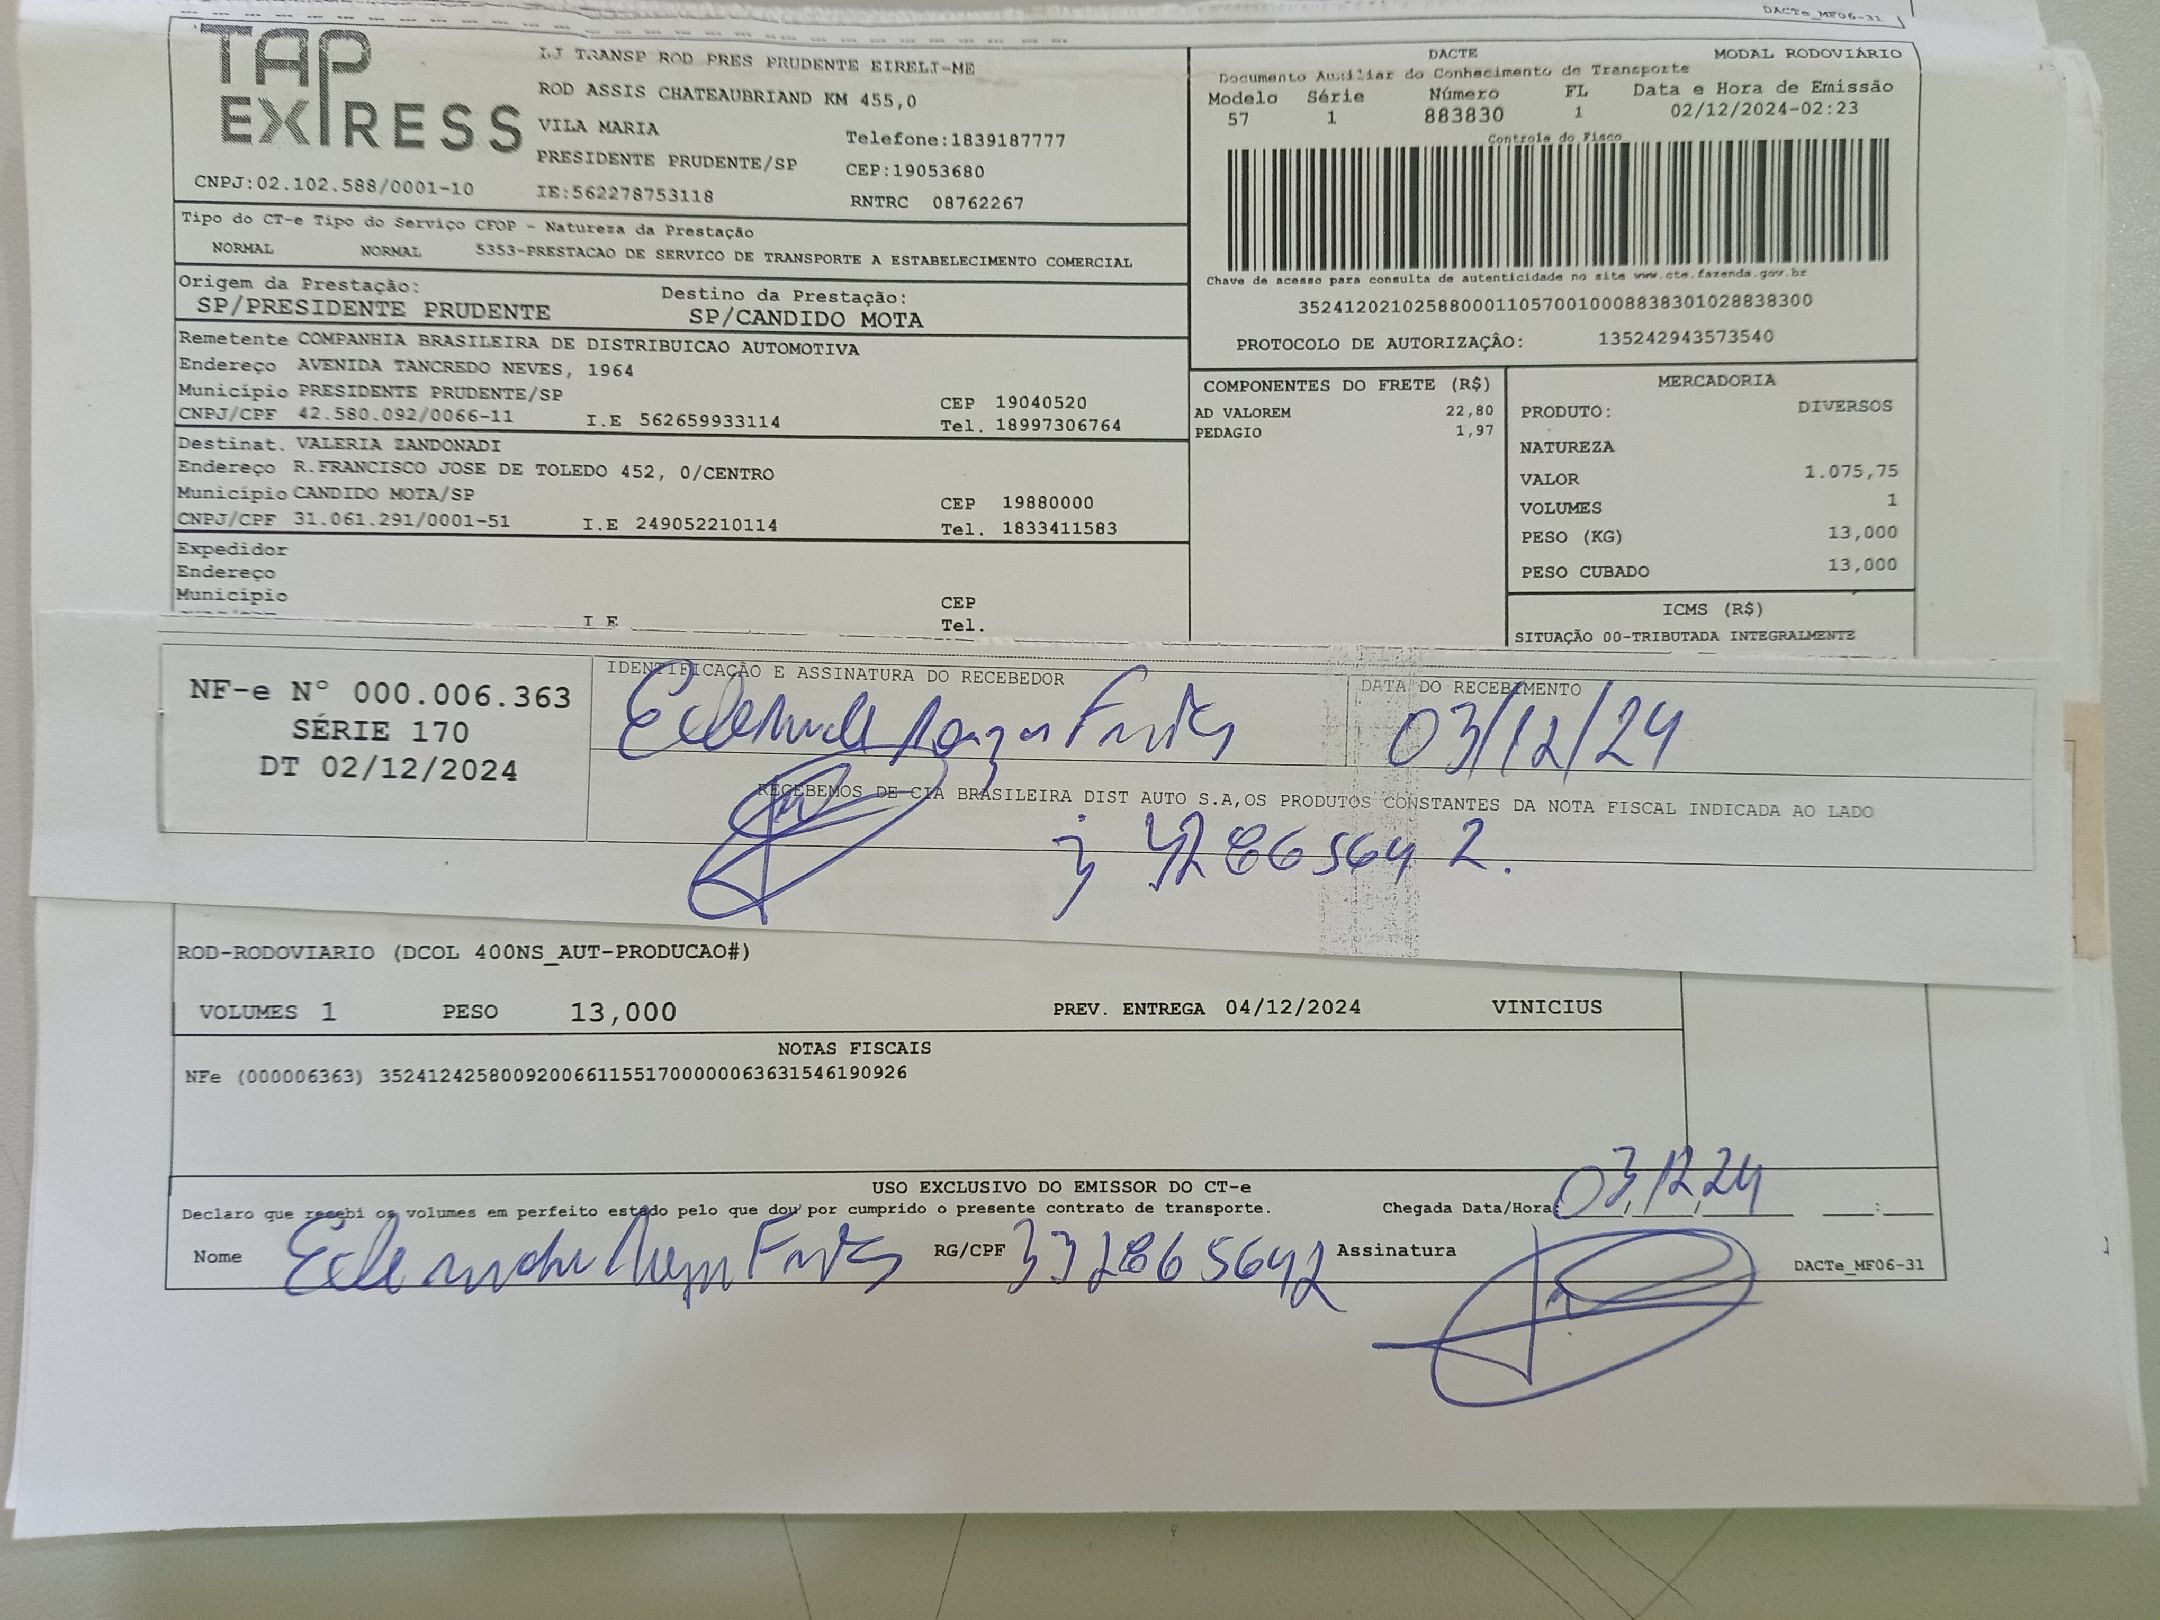 DACTe_MF06-31
TAP EXPRESS
LJ TRANSP ROD PRES PRUDENTE EIRELI-ME
ROD ASSIS CHATEAUBRIAND KM 455,0
VILA MARIA
Telefone:1839187777
PRESIDENTE PRUDENTE/SP
CEP:19053680
CNPJ:02.102.588/0001-10
IE:562278753118
RNTRC 08762267
DACTE
MODAL RODOVIÁRIO
Documento Auxiliar do Conhecimento de Transporte
Modelo Série Número FL Data e Hora de Emissão
57 1 883830 1 02/12/2024-02:23
Controle do Fisco
Chave de acesso para consulta de autenticidade no site www.cte.fazenda.gov.br
35241202102588000110570010008838301028838300
PROTOCOLO DE AUTORIZAÇÃO: 135242943573540
Tipo do CT-e Tipo do Serviço CFOP - Natureza da Prestação
NORMAL NORMAL 5353-PRESTACAO DE SERVICO DE TRANSPORTE A ESTABELECIMENTO COMERCIAL
Origem da Prestação:
SP/PRESIDENTE PRUDENTE
Destino da Prestação:
SP/CANDIDO MOTA
Remetente COMPANHIA BRASILEIRA DE DISTRIBUICAO AUTOMOTIVA
Endereço AVENIDA TANCREDO NEVES, 1964
Município PRESIDENTE PRUDENTE/SP
CEP 19040520
CNPJ/CPF 42.580.092/0066-11 I.E 562659933114 Tel. 18997306764
Destinat. VALERIA ZANDONADI
Endereço R.FRANCISCO JOSE DE TOLEDO 452, 0/CENTRO
Município CANDIDO MOTA/SP
CEP 19880000
CNPJ/CPF 31.061.291/0001-51 I.E 249052210114 Tel. 1833411583
Expedidor
Endereço
Município
CEP
I E
Tel.
COMPONENTES DO FRETE (R$)
AD VALOREM 22,80
PEDAGIO 1,97
MERCADORIA
PRODUTO: DIVERSOS
NATUREZA
VALOR 1.075,75
VOLUMES 1
PESO (KG) 13,000
PESO CUBADO 13,000
ICMS (R$)
SITUAÇÃO 00-TRIBUTADA INTEGRALMENTE
NF-e Nº 000.006.363
SÉRIE 170
DT 02/12/2024
IDENTIFICAÇÃO E ASSINATURA DO RECEBEDOR
DATA DO RECEBIMENTO
03/12/24
RECEBEMOS DE CIA BRASILEIRA DIST AUTO S.A,OS PRODUTOS CONSTANTES DA NOTA FISCAL INDICADA AO LADO
ROD-RODOVIARIO (DCOL 400NS_AUT-PRODUCAO#)
VOLUMES 1 PESO 13,000 PREV. ENTREGA 04/12/2024 VINICIUS
NOTAS FISCAIS
NFe (000006363) 35241242580092006611551700000063631546190926
USO EXCLUSIVO DO EMISSOR DO CT-e
Declaro que recebi os volumes em perfeito estado pelo que dou por cumprido o presente contrato de transporte.
Chegada Data/Hora: 03/12/24
Nome
RG/CPF 332865642
Assinatura
DACTe_MF06-31